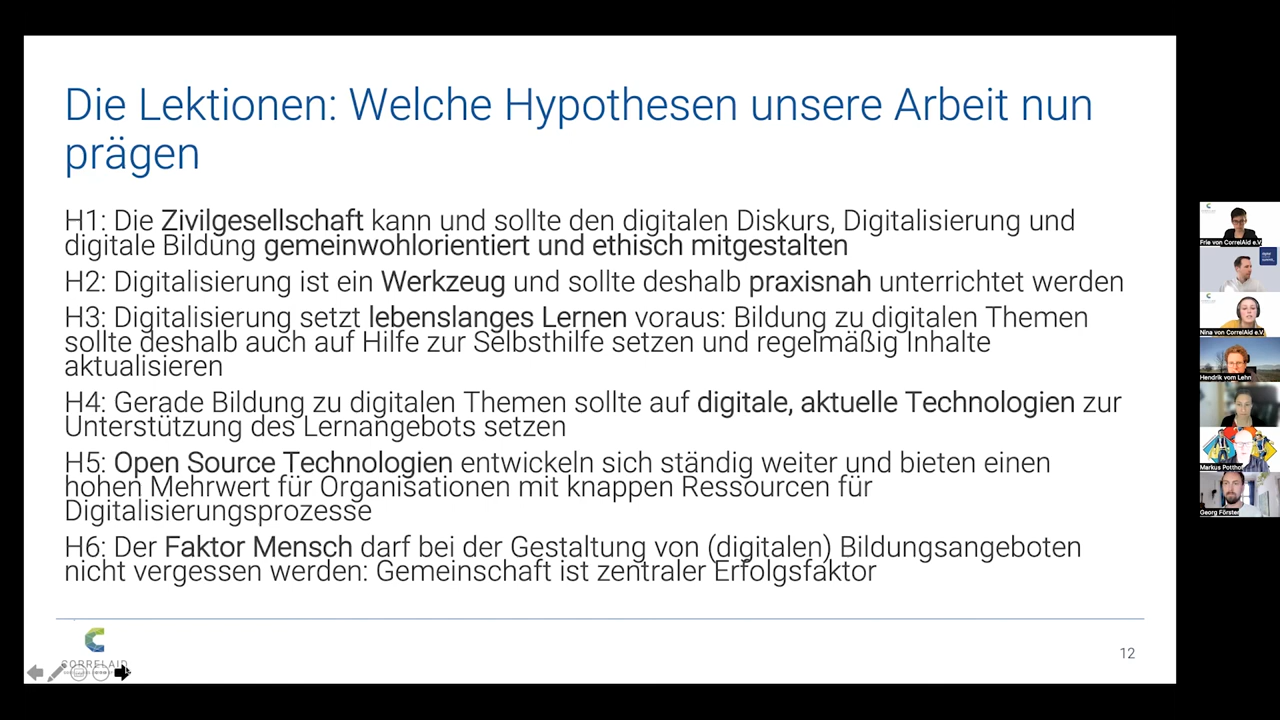 Die Lektionen: Welche Hypothesen unsere Arbeit nun
prägen
H1: Die Zivilgesellschaft kann und sollte den digitalen Diskurs, Digitalisierung und
digitale Bildung gemeinwohlorientiert und ethisch mitgestalten
H2: Digitalisierung ist ein Werkzeug und sollte deshalb praxisnah unterrichtet werden
H3: Digitalisierung setzt lebenslanges Lernen voraus: Bildung zu digitalen Themen
sollte deshalb auch auf Hilfe zur Selbsthilfe setzen und regelmäßig Inhalte
aktualisieren
H4: Gerade Bildung zu digitalen Themen sollte auf digitale, aktuelle Technologien zur
Unterstützung des Lernangebots setzen
H5: Open Source Technologien entwickeln sich ständig weiter und bieten einen
hohen Mehrwert für Organisationen mit knappen Ressourcen für
Digitalisierungsprozesse
H6: Der Faktor Mensch darf bei der Gestaltung von (digitalen) Bildungsangeboten
nicht vergessen werden: Gemeinschaft ist zentraler Erfolgsfaktor
CORRELAID
12
Frie von CorrelAid e.V.
Nina von CorrelAid e.V.
Hendrik vom Lehn
Markus Potthoff
Georg Förster